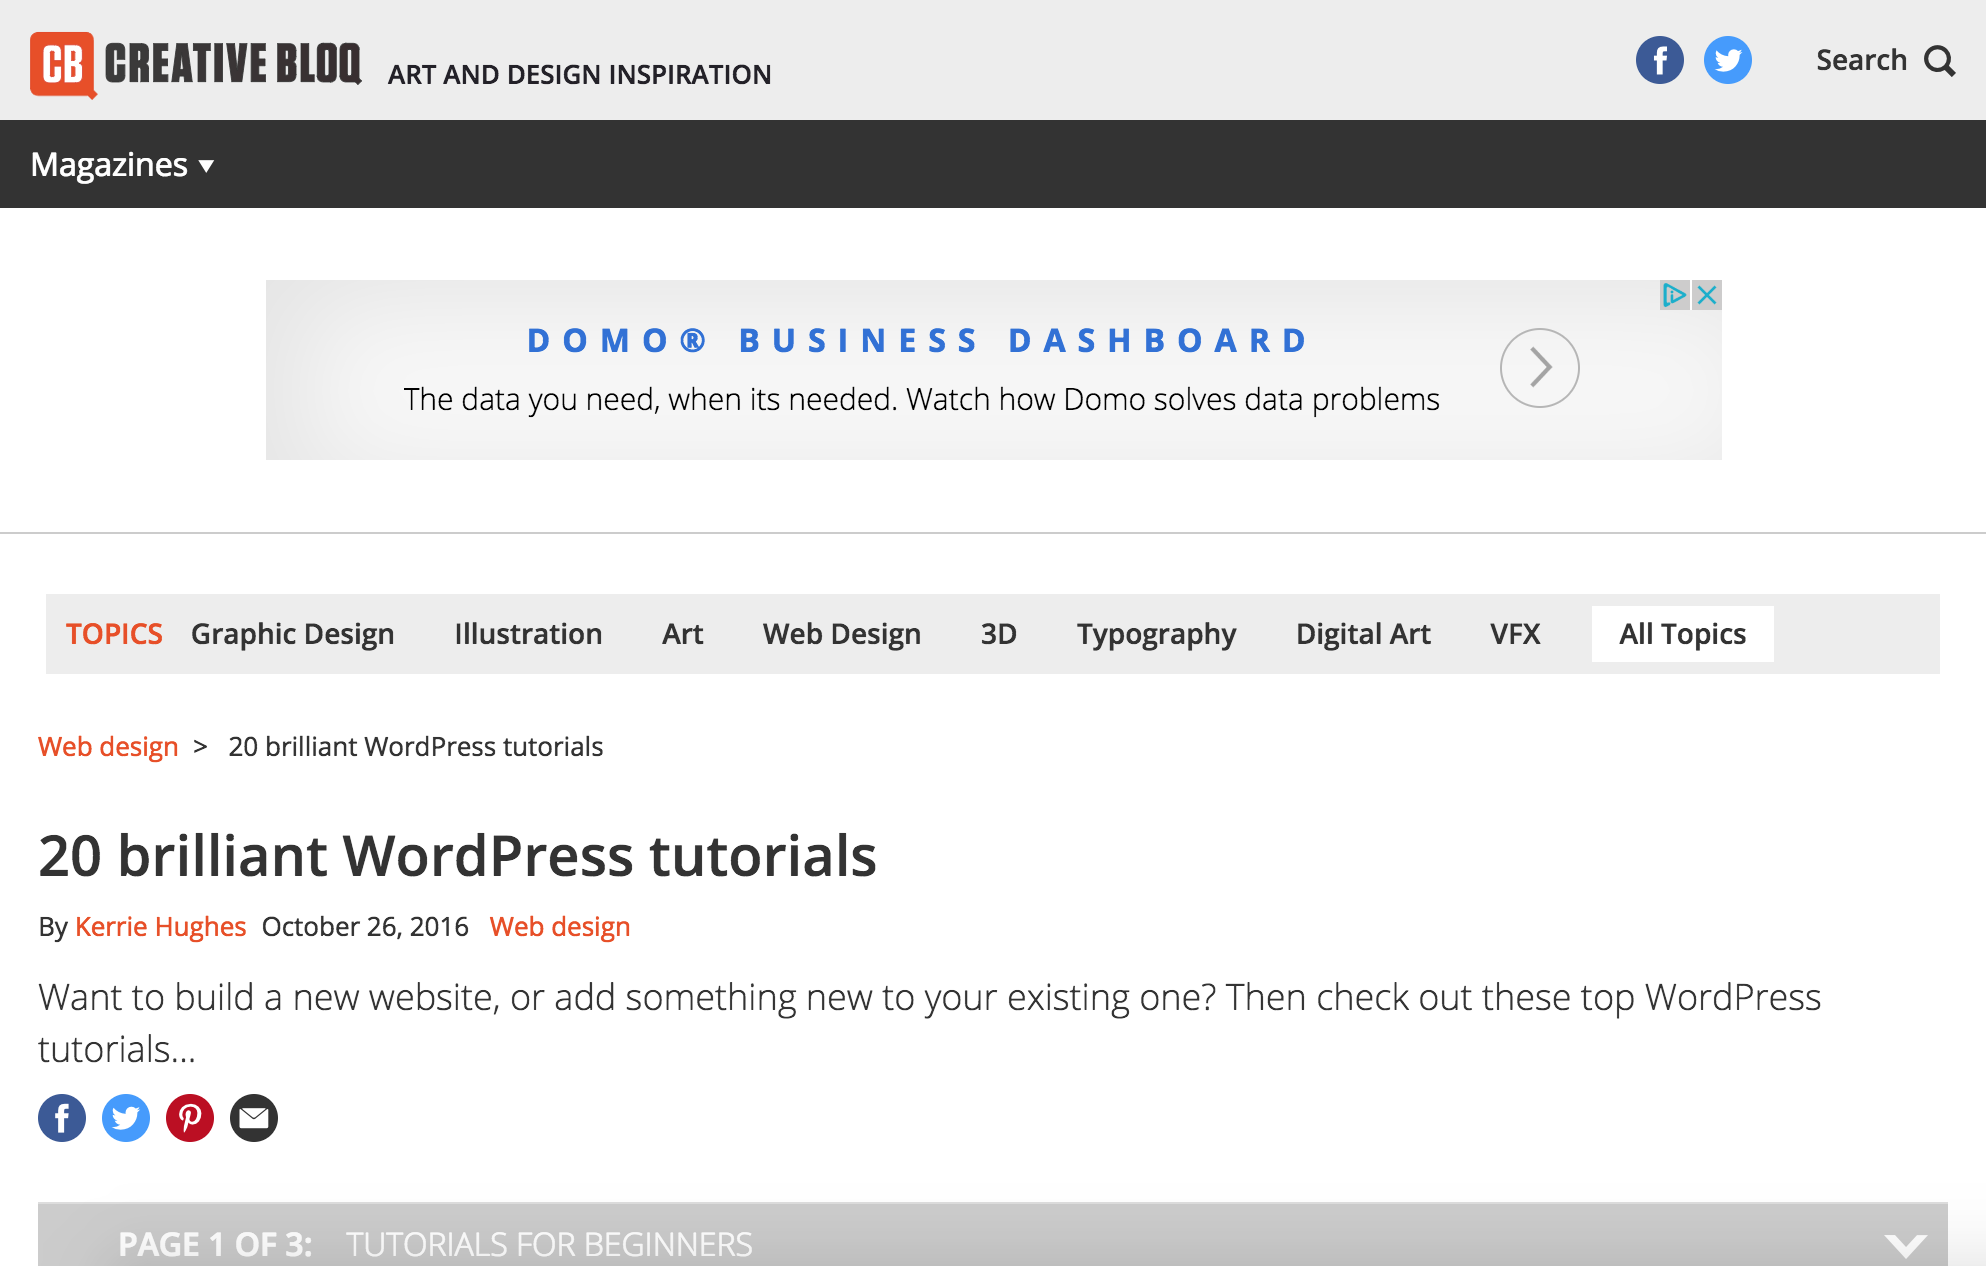 CB CREATIVE BLOQ ART AND DESIGN INSPIRATION
Search
Magazines
DOMO® BUSINESS DASHBOARD
The data you need, when its needed. Watch how Domo solves data problems
TOPICS Graphic Design Illustration Art Web Design 3D Typography Digital Art VFX All Topics
Web design > 20 brilliant WordPress tutorials
20 brilliant WordPress tutorials
By Kerrie Hughes October 26, 2016 Web design
Want to build a new website, or add something new to your existing one? Then check out these top WordPress
tutorials...
PAGE 1 OF 3: TUTORIALS FOR BEGINNERS